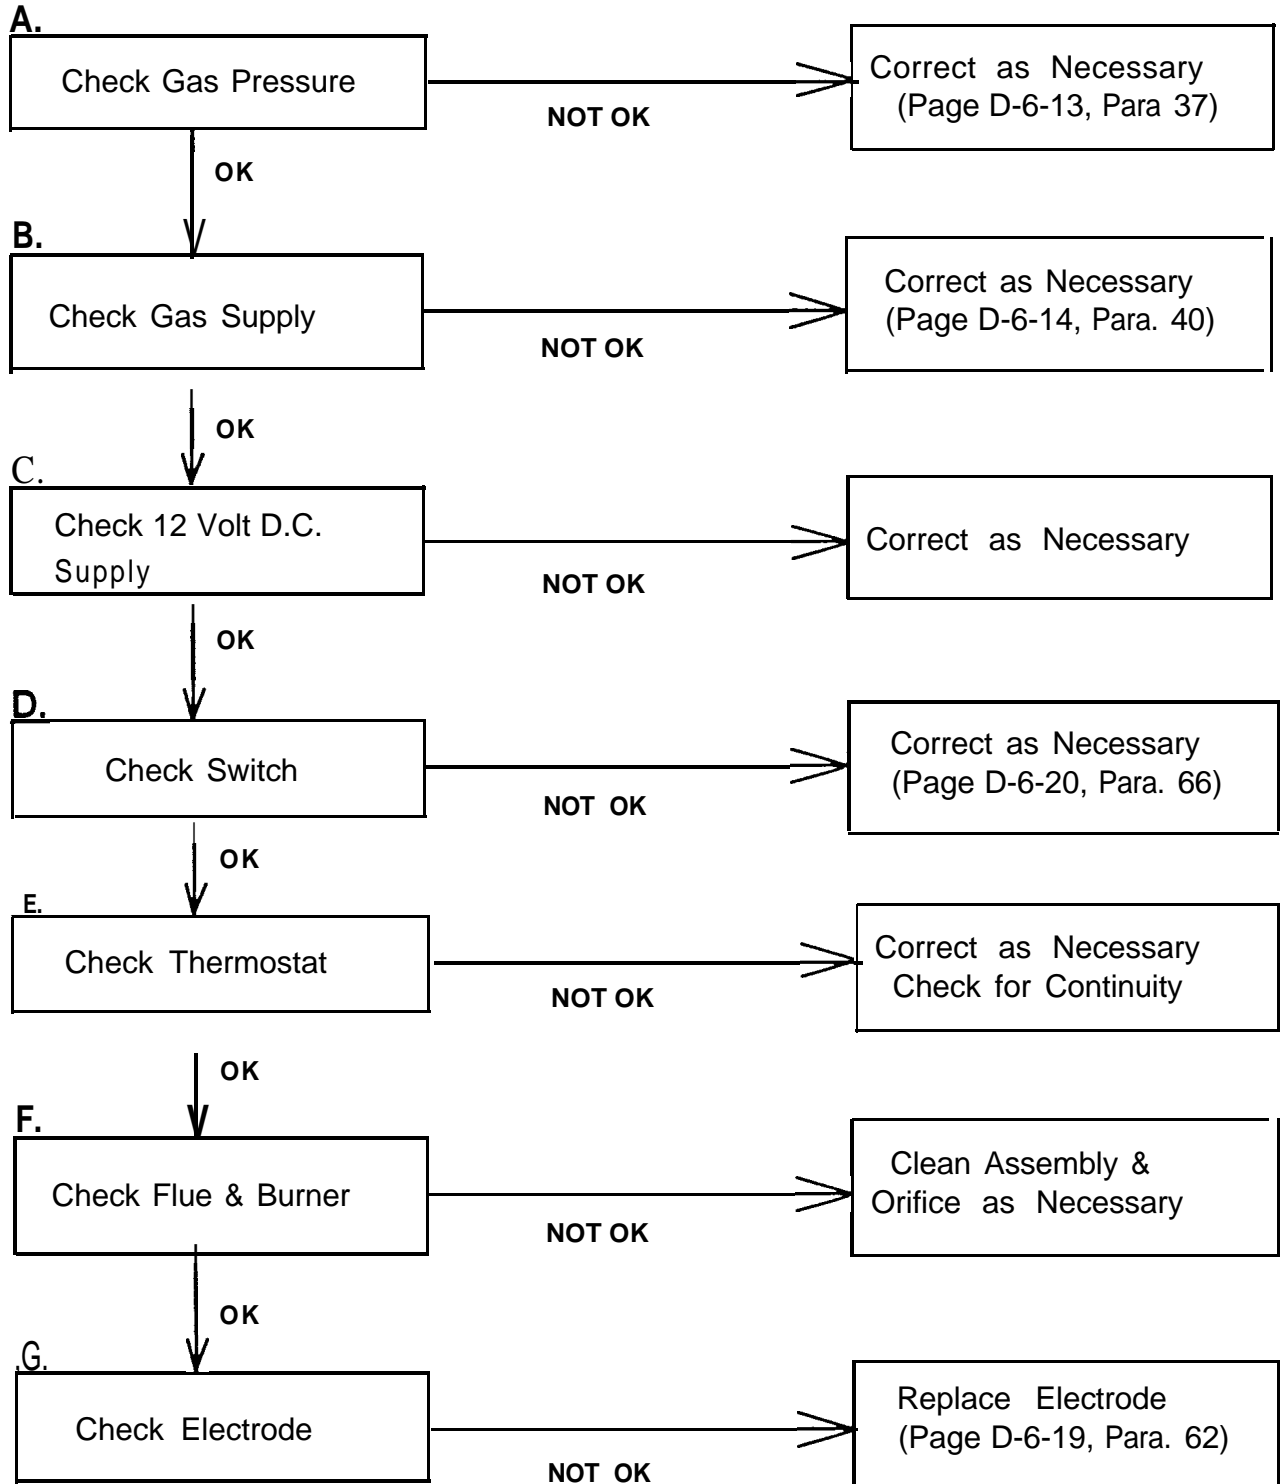 A.
Check Gas Pressure
NOT OK
Correct as Necessary
(Page D-6-13, Para 37)
OK
B.
Check Gas Supply
NOT OK
Correct as Necessary
(Page D-6-14, Para. 40)
OK
C.
Check 12 Volt D.C.
Supply
NOT OK
Correct as Necessary
OK
D.
Check Switch
NOT OK
Correct as Necessary
(Page D-6-20, Para. 66)
OK
E.
Check Thermostat
NOT OK
Correct as Necessary
Check for Continuity
OK
F.
Check Flue & Burner
NOT OK
Clean Assembly &
Orifice as Necessary
OK
.G.
Check Electrode
NOT OK
Replace Electrode
(Page D-6-19, Para. 62)